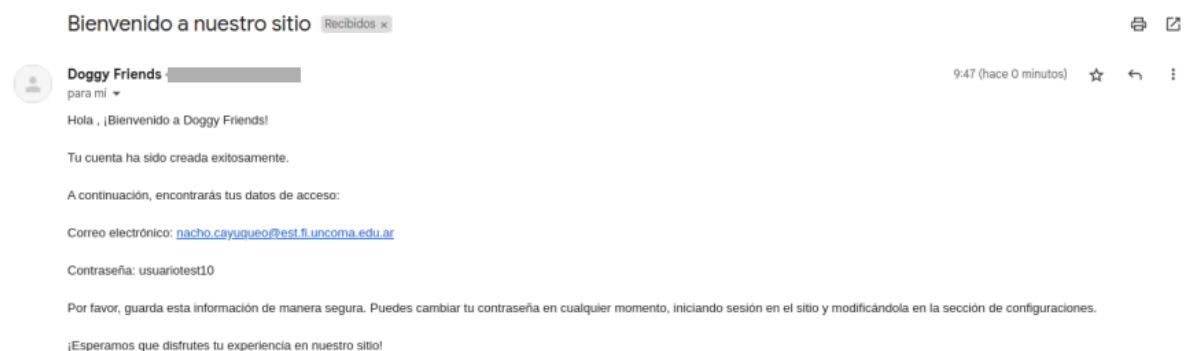 Bienvenido a nuestro sitio Recibidos ×
Doggy Friends 9:47 (hace 0 minutos)
para mí
Hola , ¡Bienvenido a Doggy Friends!
Tu cuenta ha sido creada exitosamente.
A continuación, encontrarás tus datos de acceso:
Correo electrónico: nacho.cayuqueo@est.fi.uncoma.edu.ar
Contraseña: usuariotest10
Por favor, guarda esta información de manera segura. Puedes cambiar tu contraseña en cualquier momento, iniciando sesión en el sitio y modificándola en la sección de configuraciones.
¡Esperamos que disfrutes tu experiencia en nuestro sitio!